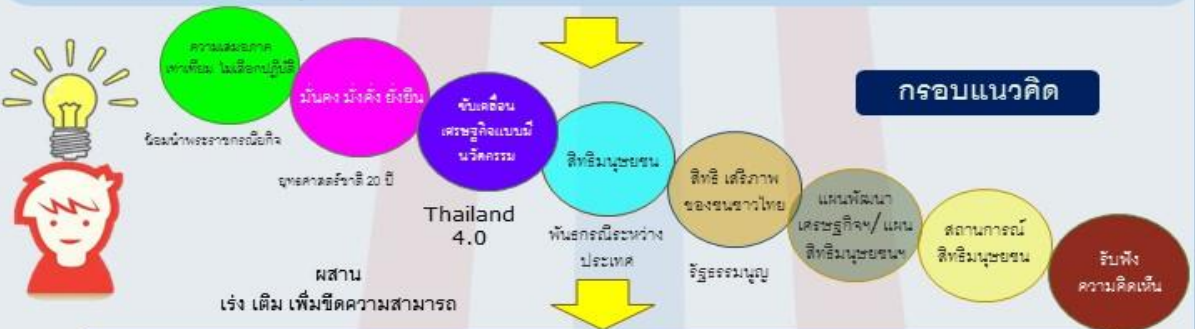 ความเสมอภาค
เท่าเทียม ไม่เลือกปฏิบัติ
น้อมนำพระราชกรณียกิจ
มั่นคง มั่งคั่ง ยั่งยืน
ยุทธศาสตร์ชาติ 20 ปี
ขับเคลื่อน
เศรษฐกิจแบบมี
นวัตกรรม
Thailand
4.0
สิทธิมนุษยชน
พันธกรณีระหว่าง
ประเทศ
สิทธิ เสรีภาพ
ของชนชาวไทย
รัฐธรรมนูญ
แผนพัฒนา
เศรษฐกิจฯ/ แผน
สิทธิมนุษยชนฯ
สถานการณ์
สิทธิมนุษยชน
รับฟัง
ความคิดเห็น
กรอบแนวคิด
ผสาน
เร่ง เติม เพิ่มขีดความสามารถ